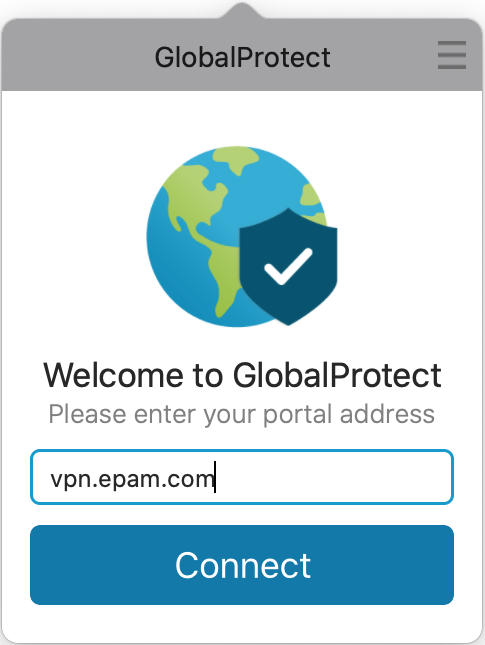 GlobalProtect
Welcome to GlobalProtect
Please enter your portal address
vpn.epam.com
Connect